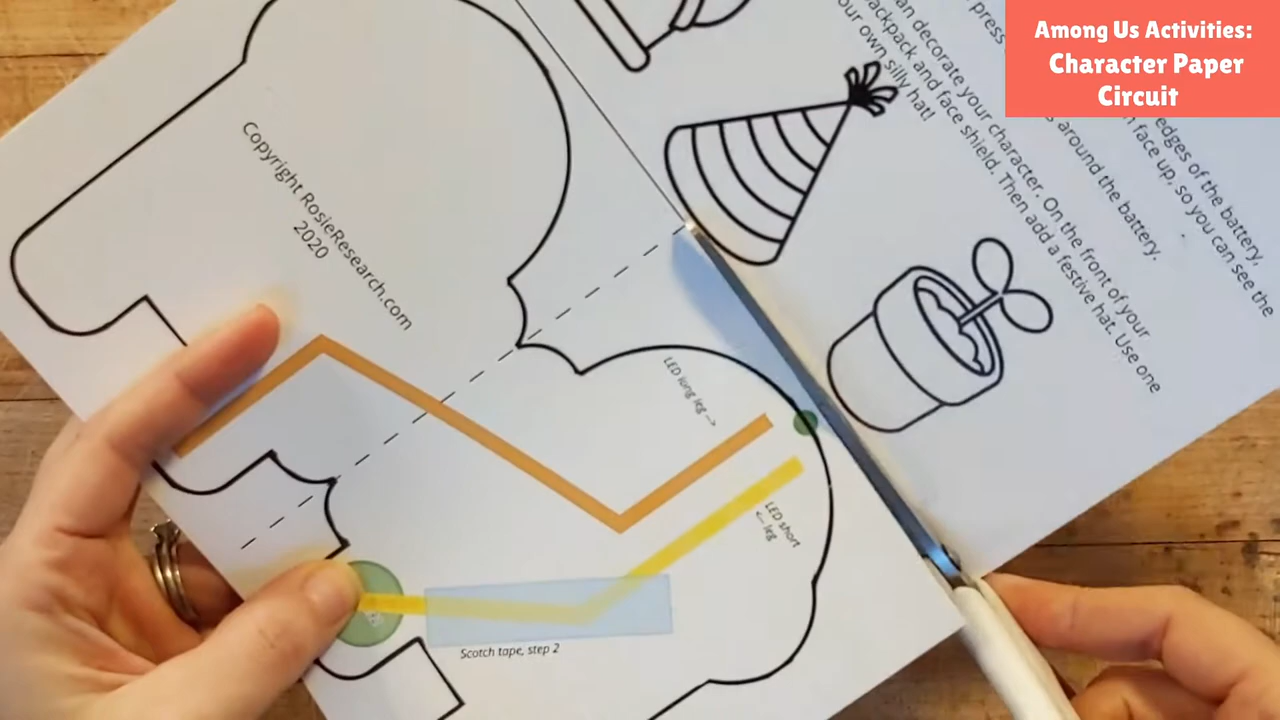 Among Us Activities:
Character Paper
Circuit
press
edges of the battery,
face up, so you can see the
around the battery.
an decorate your character. On the front of your
ackpack and face shield. Then add a festive hat. Use one
our own silly hat!
Copyright RosieResearch.com
2020
LED long leg -->
LED short
<-- leg
Scotch tape, step 2